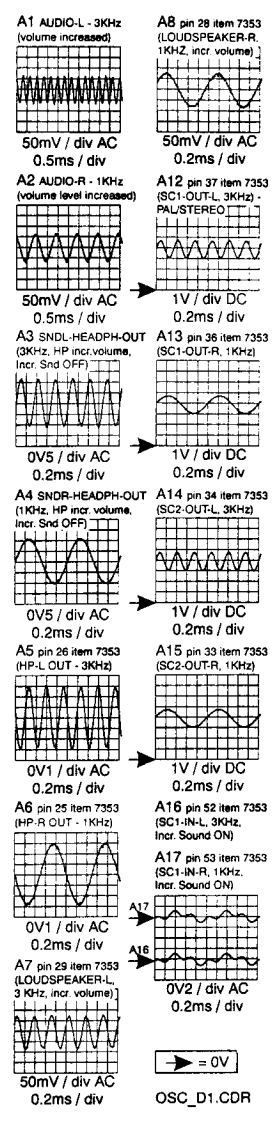 A1 AUDIO-L - 3KHz
(volume increased)
50mV / div AC
0.5ms / div
A2 AUDIO-R - 1KHz
(volume level increased)
50mV / div AC
0.5ms / div
A3 SNDL-HEADPH-OUT
(3KHz, HP incr.volume,
Incr. Snd OFF)
0V5 / div AC
0.2ms / div
A4 SNDR-HEADPH-OUT
(1KHz, HP incr. volume,
Incr. Snd OFF)
0V5 / div AC
0.2ms / div
A5 pin 26 item 7353
(HP-L OUT - 3KHz)
0V1 / div AC
0.2ms / div
A6 pin 25 item 7353
(HP-R OUT - 1KHz)
0V1 / div AC
0.2ms / div
A7 pin 29 item 7353
(LOUDSPEAKER-L,
3 KHz, incr. volume)
50mV / div AC
0.2ms / div
A8 pin 28 item 7353
(LOUDSPEAKER-R,
1KHZ, incr. volume)
50mV / div AC
0.2ms / div
A12 pin 37 item 7353
(SC1-OUT-L, 3KHz) -
PAL/STEREO
1V / div DC
0.2ms / div
A13 pin 36 item 7353
(SC1-OUT-R, 1KHz)
1V / div DC
0.2ms / div
A14 pin 34 item 7353
(SC2-OUT-L, 3KHz)
1V / div DC
0.2ms / div
A15 pin 33 item 7353
(SC2-OUT-R, 1KHz)
1V / div DC
0.2ms / div
A16 pin 52 item 7353
(SC1-IN-L, 3KHz,
Incr. Sound ON)
A17 pin 53 item 7353
(SC1-IN-R, 1KHz,
Incr. Sound ON)
A17
A16
0V2 / div AC
0.2ms / div
= 0V
OSC_D1.CDR